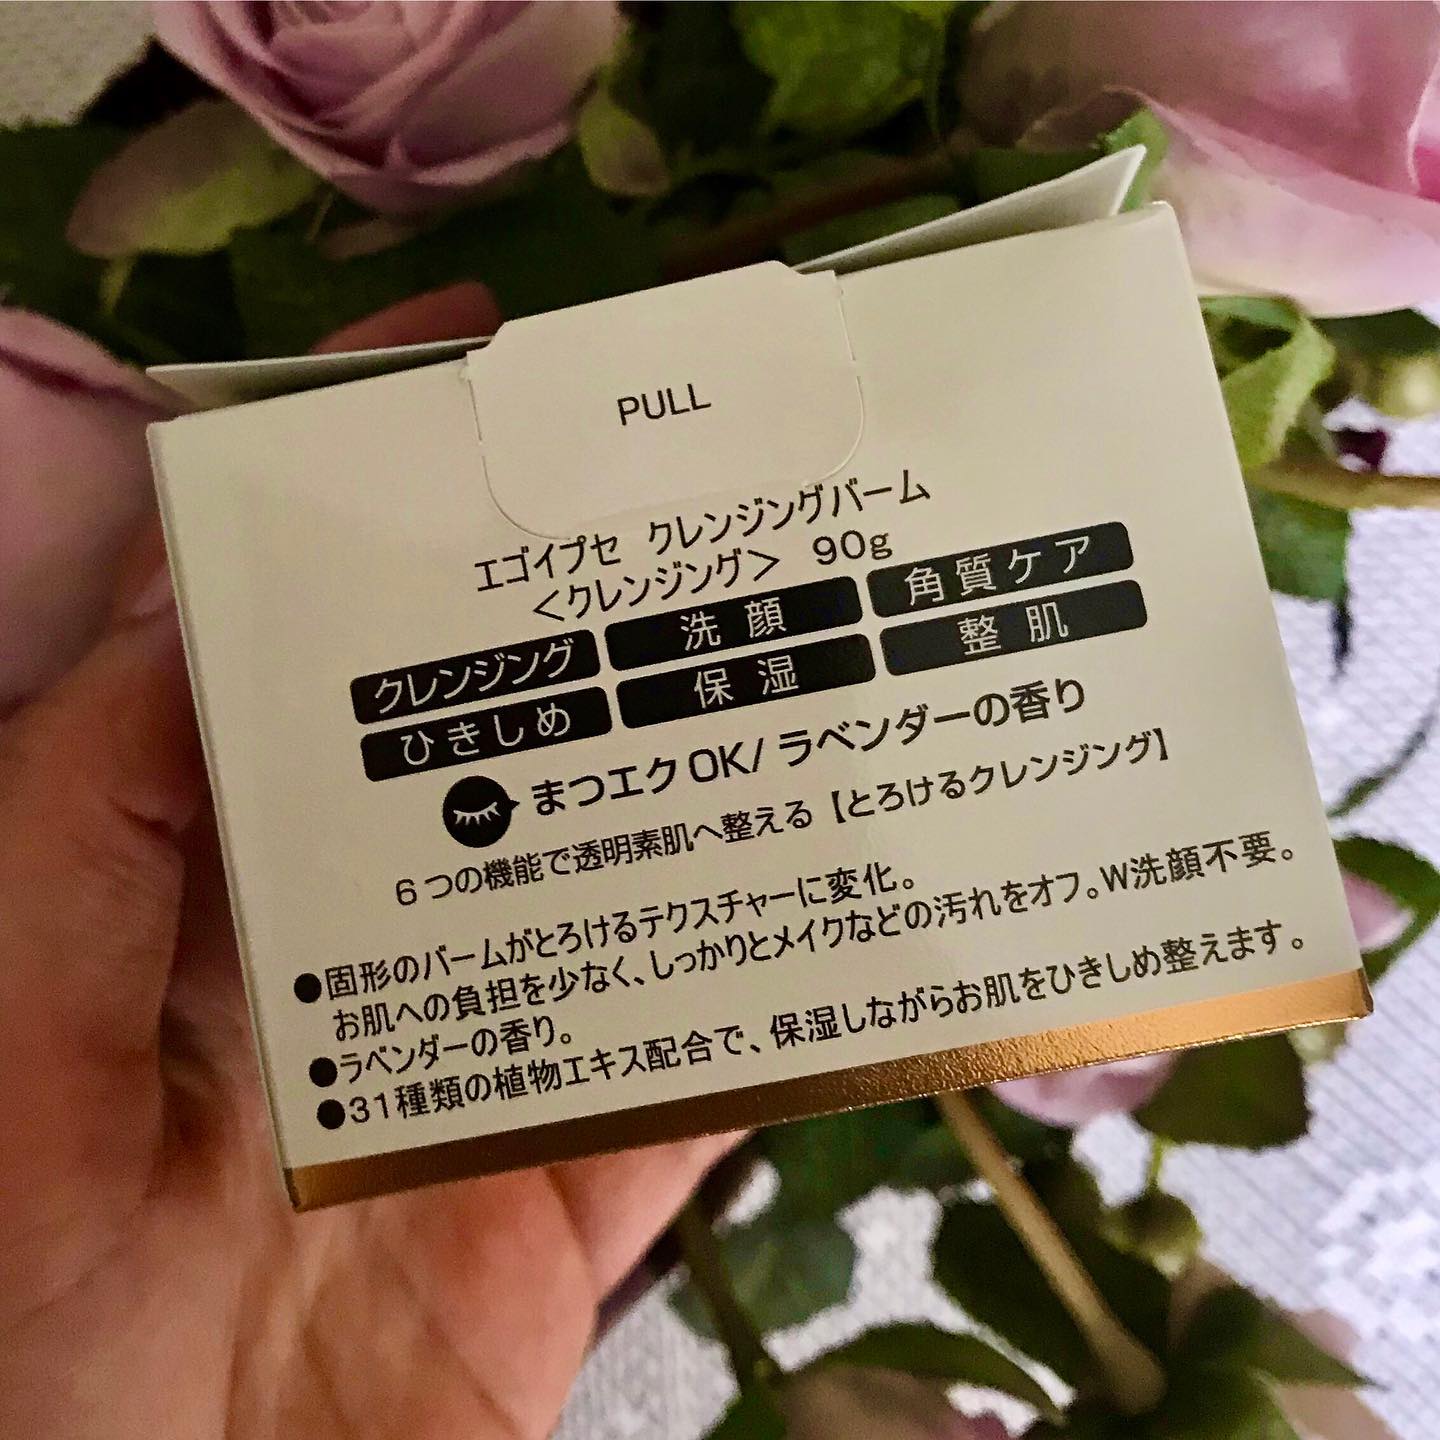 PULL
エゴイプセ クレンジングバーム
<クレンジング> 90g
クレンジング 洗顔 角質ケア
ひきしめ 保湿 整肌
まつエクOK/ラベンダーの香り
6つの機能で透明素肌へ整える【とろけるクレンジング】
●固形のバームがとろけるテクスチャーに変化。
お肌への負担を少なく、しっかりとメイクなどの汚れをオフ。W洗顔不要。
●ラベンダーの香り。
●31種類の植物エキス配合で、保湿しながらお肌をひきしめ整えます。